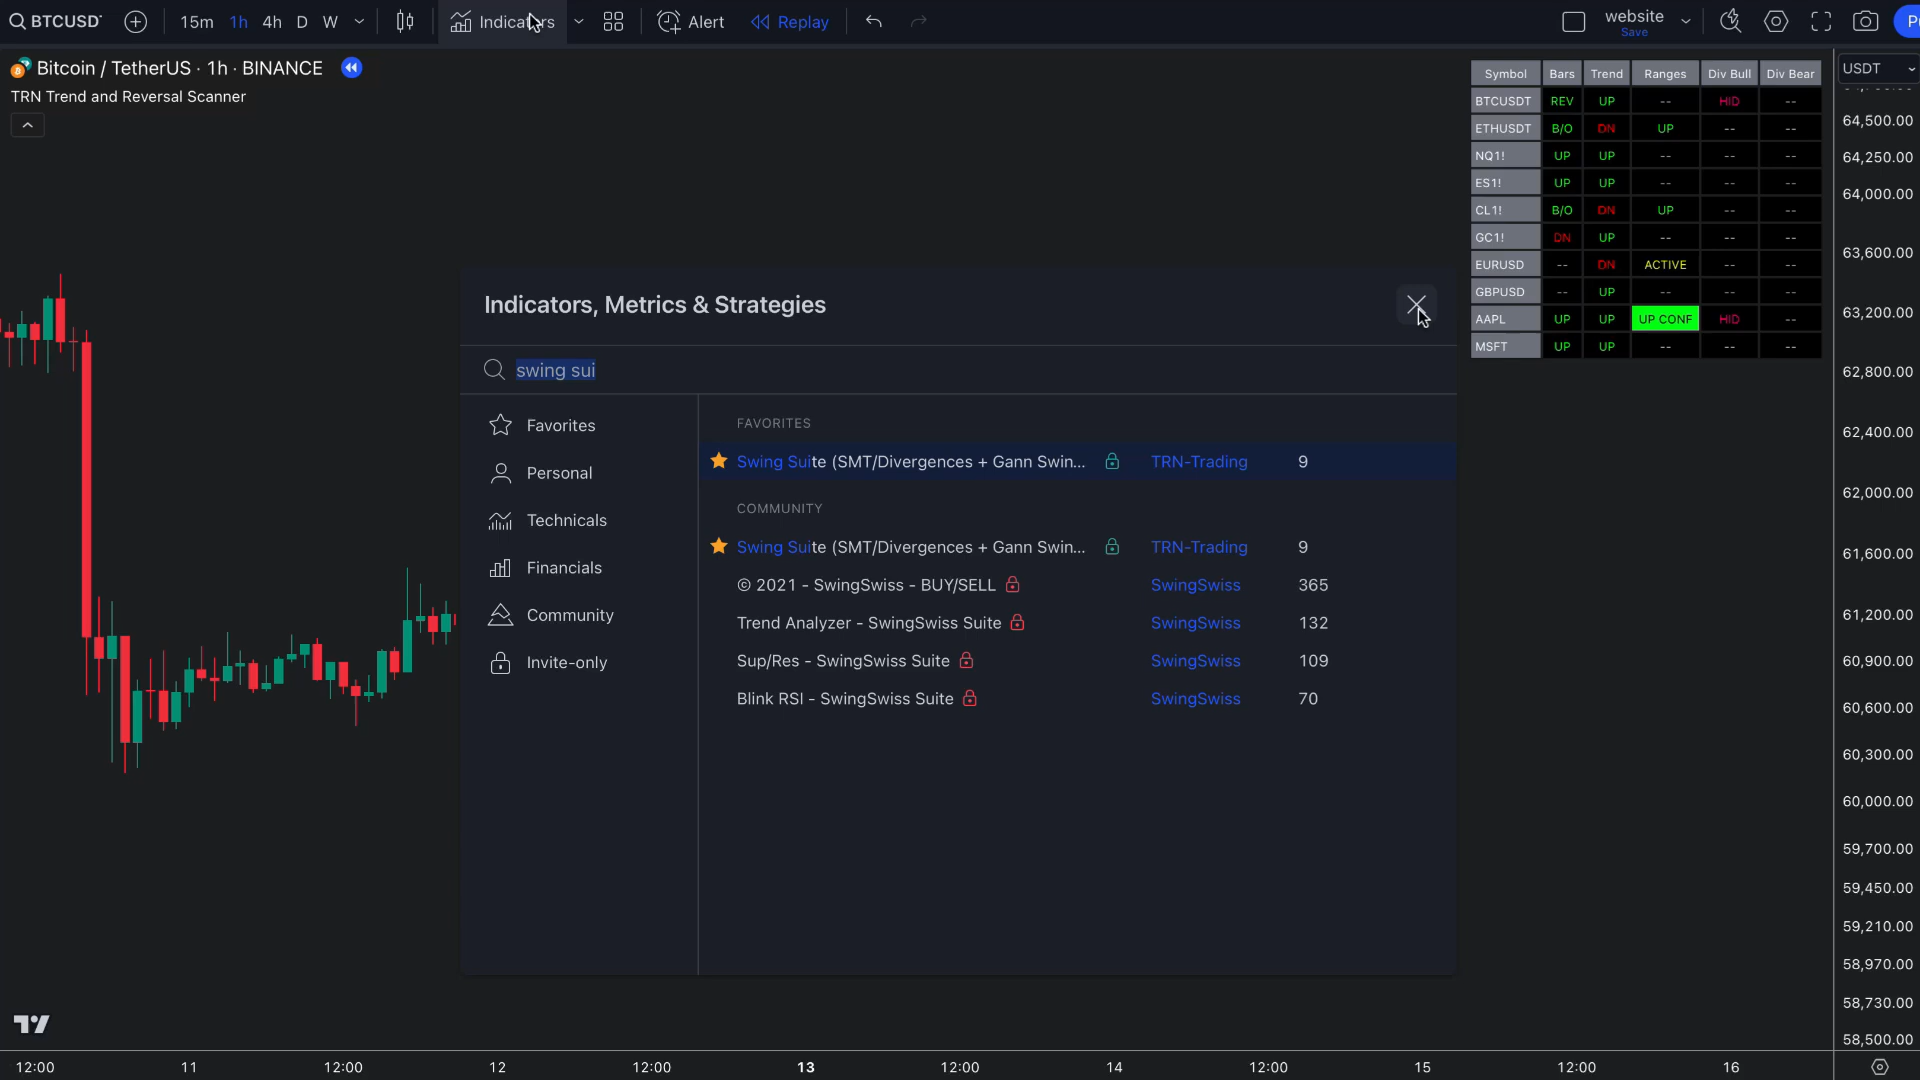 BTCUSDT
15m
1h
4h
D
W
Indicators
Alert
Replay
website
Save
Bitcoin / TetherUS · 1h · BINANCE
TRN Trend and Reversal Scanner
Symbol Bars Trend Ranges Div Bull Div Bear
BTCUSDT REV UP -- HID --
ETHUSDT B/O DN UP -- --
NQ1! UP UP -- -- --
ES1! UP UP -- -- --
CL1! B/O DN UP -- --
GC1! DN UP -- -- --
EURUSD -- DN ACTIVE -- --
GBPUSD -- UP -- -- --
AAPL UP UP UP CONF HID --
MSFT UP UP -- -- --
USDT
64,500.00
64,250.00
64,000.00
63,600.00
63,200.00
62,800.00
62,400.00
62,000.00
61,600.00
61,200.00
60,900.00
60,600.00
60,300.00
60,000.00
59,700.00
59,450.00
59,210.00
58,970.00
58,730.00
58,500.00
Indicators, Metrics & Strategies
swing sui
Favorites
Personal
Technicals
Financials
Community
Invite-only
FAVORITES
Swing Suite (SMT/Divergences + Gann Swin... TRN-Trading 9
COMMUNITY
Swing Suite (SMT/Divergences + Gann Swin... TRN-Trading 9
© 2021 - SwingSwiss - BUY/SELL SwingSwiss 365
Trend Analyzer - SwingSwiss Suite SwingSwiss 132
Sup/Res - SwingSwiss Suite SwingSwiss 109
Blink RSI - SwingSwiss Suite SwingSwiss 70
12:00 11 12:00 12 12:00 13 12:00 14 12:00 15 12:00 16